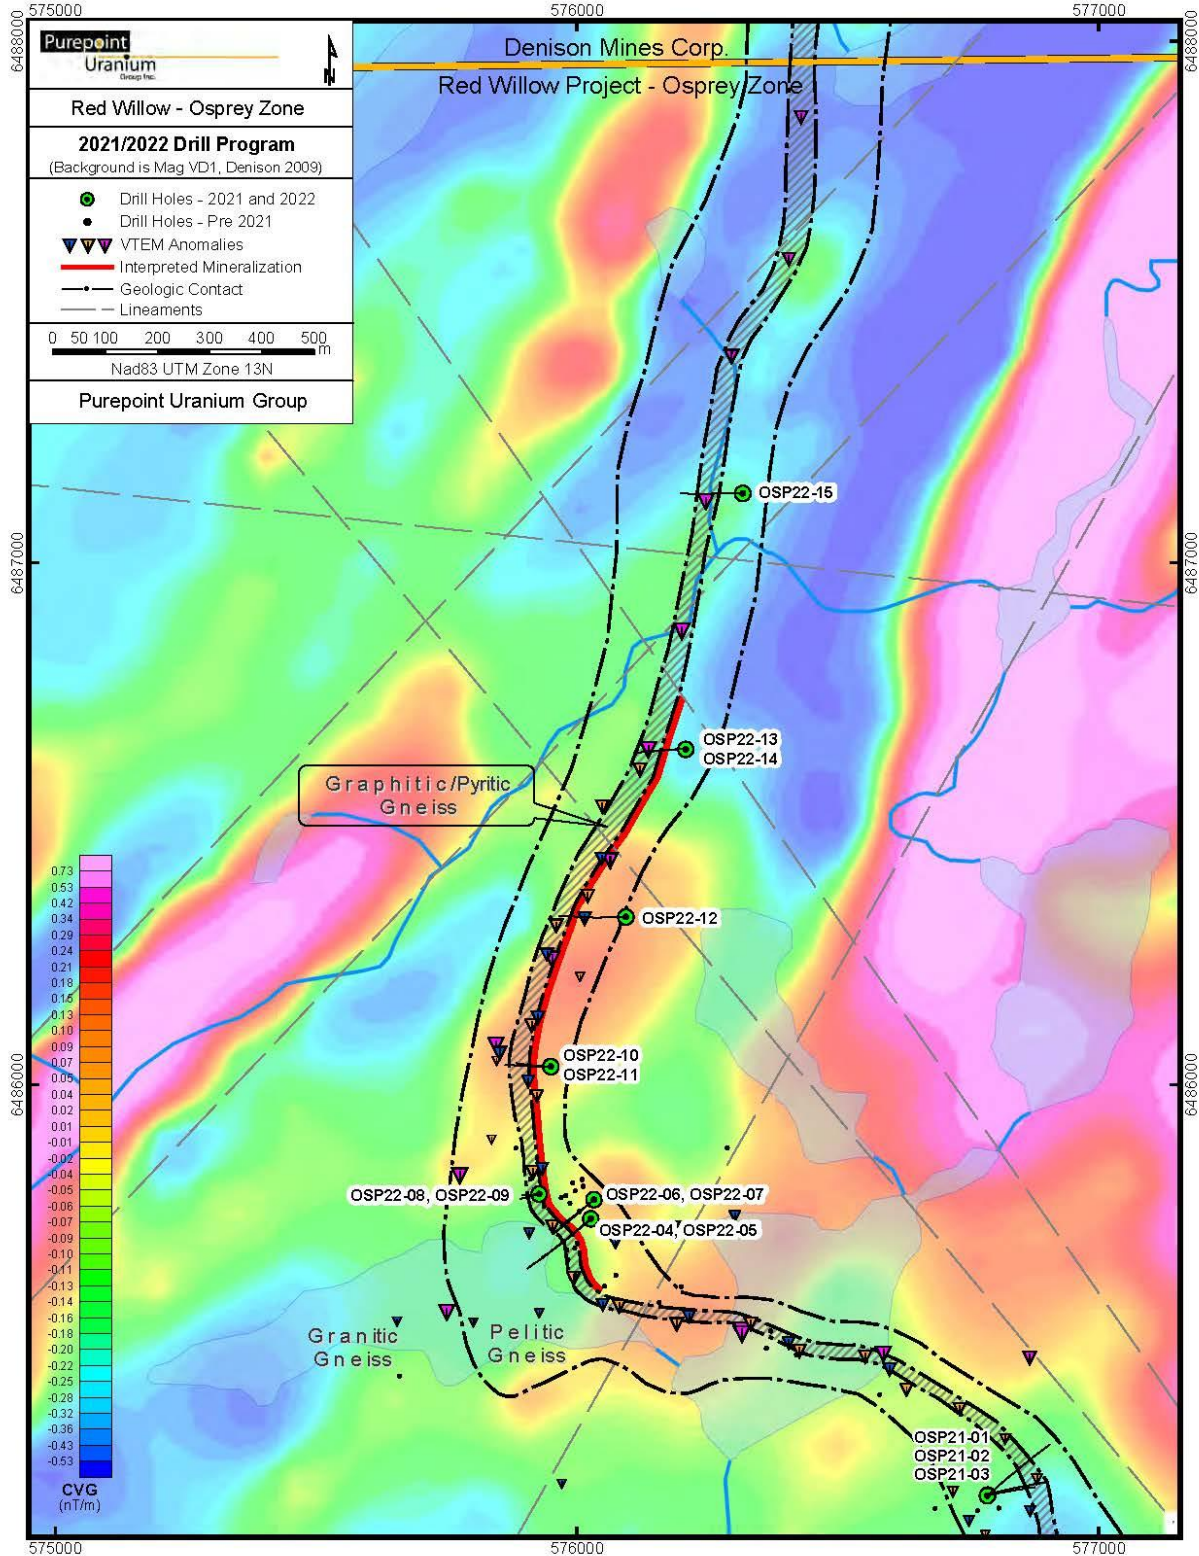 575000
576000
577000
6488000
6488000
Purepoint
Uranium
Group Inc.
N
Red Willow - Osprey Zone
2021/2022 Drill Program
(Background is Mag VD1, Denison 2009)
Drill Holes - 2021 and 2022
Drill Holes - Pre 2021
VTEM Anomalies
Interpreted Mineralization
Geologic Contact
Lineaments
0 50 100 200 300 400 500
m
Nad83 UTM Zone 13N
Purepoint Uranium Group
Denison Mines Corp.
Red Willow Project - Osprey Zone
OSP22-15
6487000
6487000
OSP22-13
OSP22-14
Graphitic/Pyritic
Gneiss
OSP22-12
OSP22-10
OSP22-11
6486000
6486000
OSP22-08, OSP22-09
OSP22-06, OSP22-07
OSP22-04, OSP22-05
Granitic
Gneiss
Pelitic
Gneiss
OSP21-01
OSP21-02
OSP21-03
0.73
0.53
0.42
0.34
0.29
0.24
0.21
0.18
0.15
0.13
0.10
0.09
0.07
0.05
0.04
0.02
0.01
-0.01
-0.02
-0.04
-0.05
-0.06
-0.07
-0.09
-0.10
-0.11
-0.13
-0.14
-0.16
-0.18
-0.20
-0.22
-0.25
-0.28
-0.32
-0.36
-0.43
-0.53
CVG
(nT/m)
575000
576000
577000